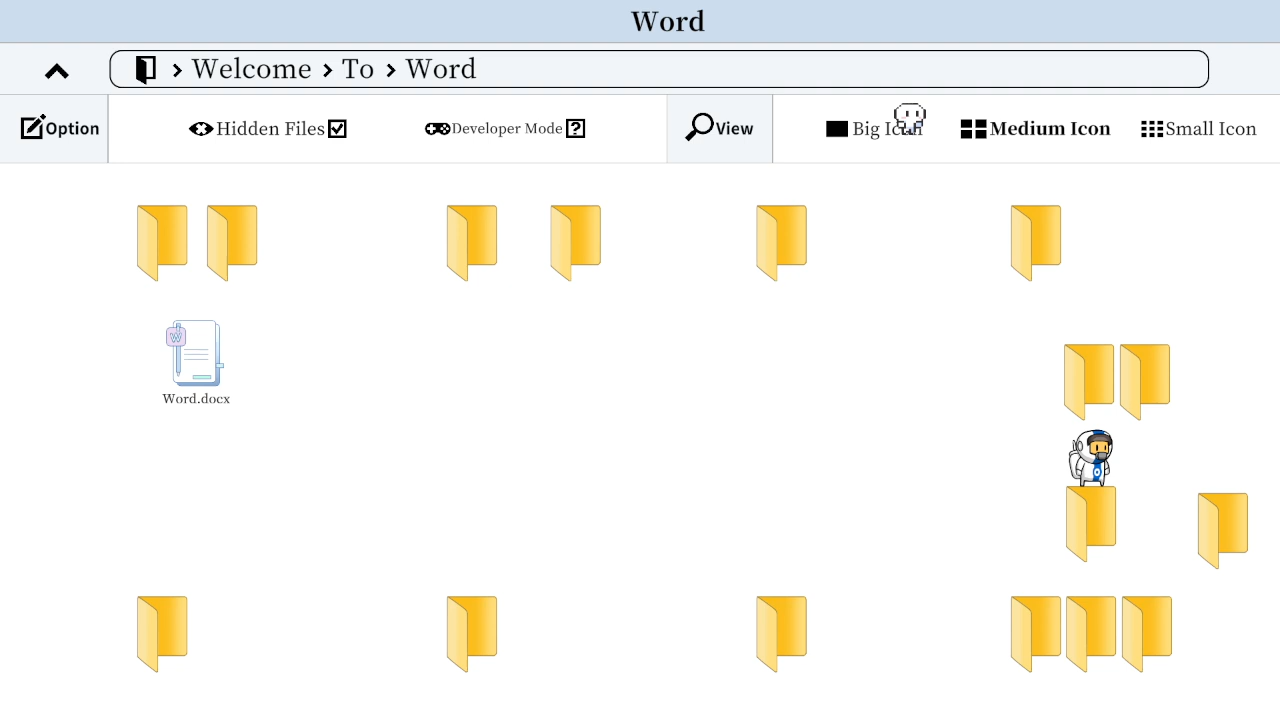 Word
Welcome To Word
Option Hidden Files Developer Mode ? View Big Icon Medium Icon Small Icon
W
Word.docx